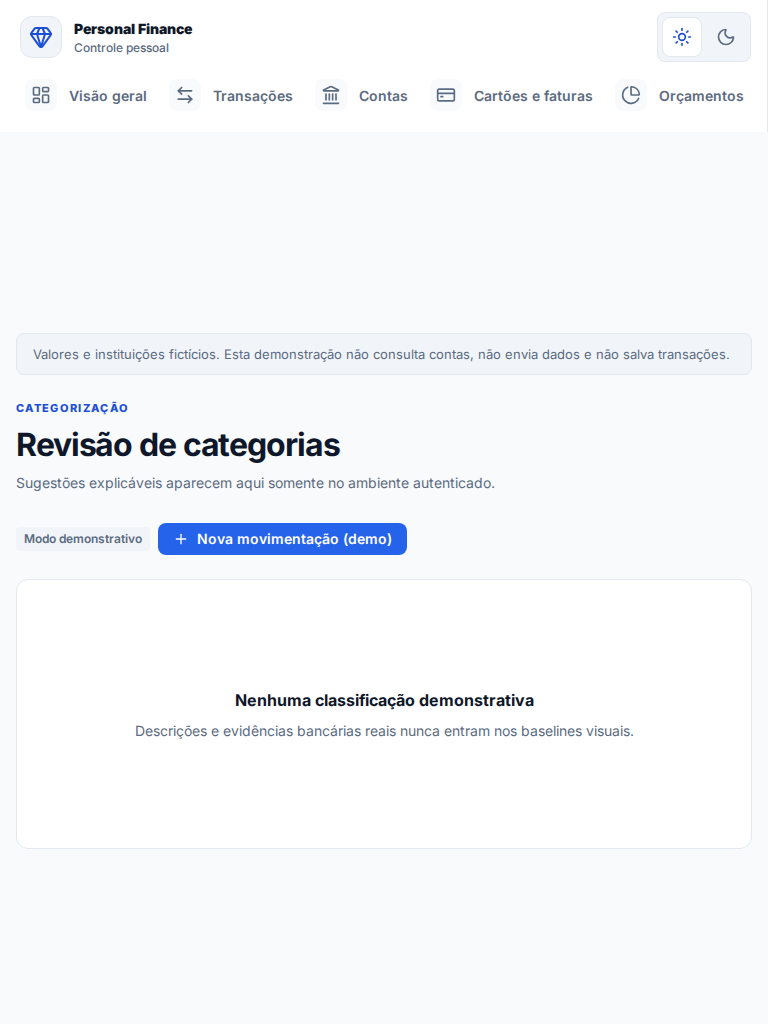 Personal Finance
Controle pessoal
Visão geral
Transações
Contas
Cartões e faturas
Orçamentos
Valores e instituições fictícios. Esta demonstração não consulta contas, não envia dados e não salva transações.
CATEGORIZAÇÃO
Revisão de categorias
Sugestões explicáveis aparecem aqui somente no ambiente autenticado.
Modo demonstrativo
Nova movimentação (demo)
Nenhuma classificação demonstrativa
Descrições e evidências bancárias reais nunca entram nos baselines visuais.